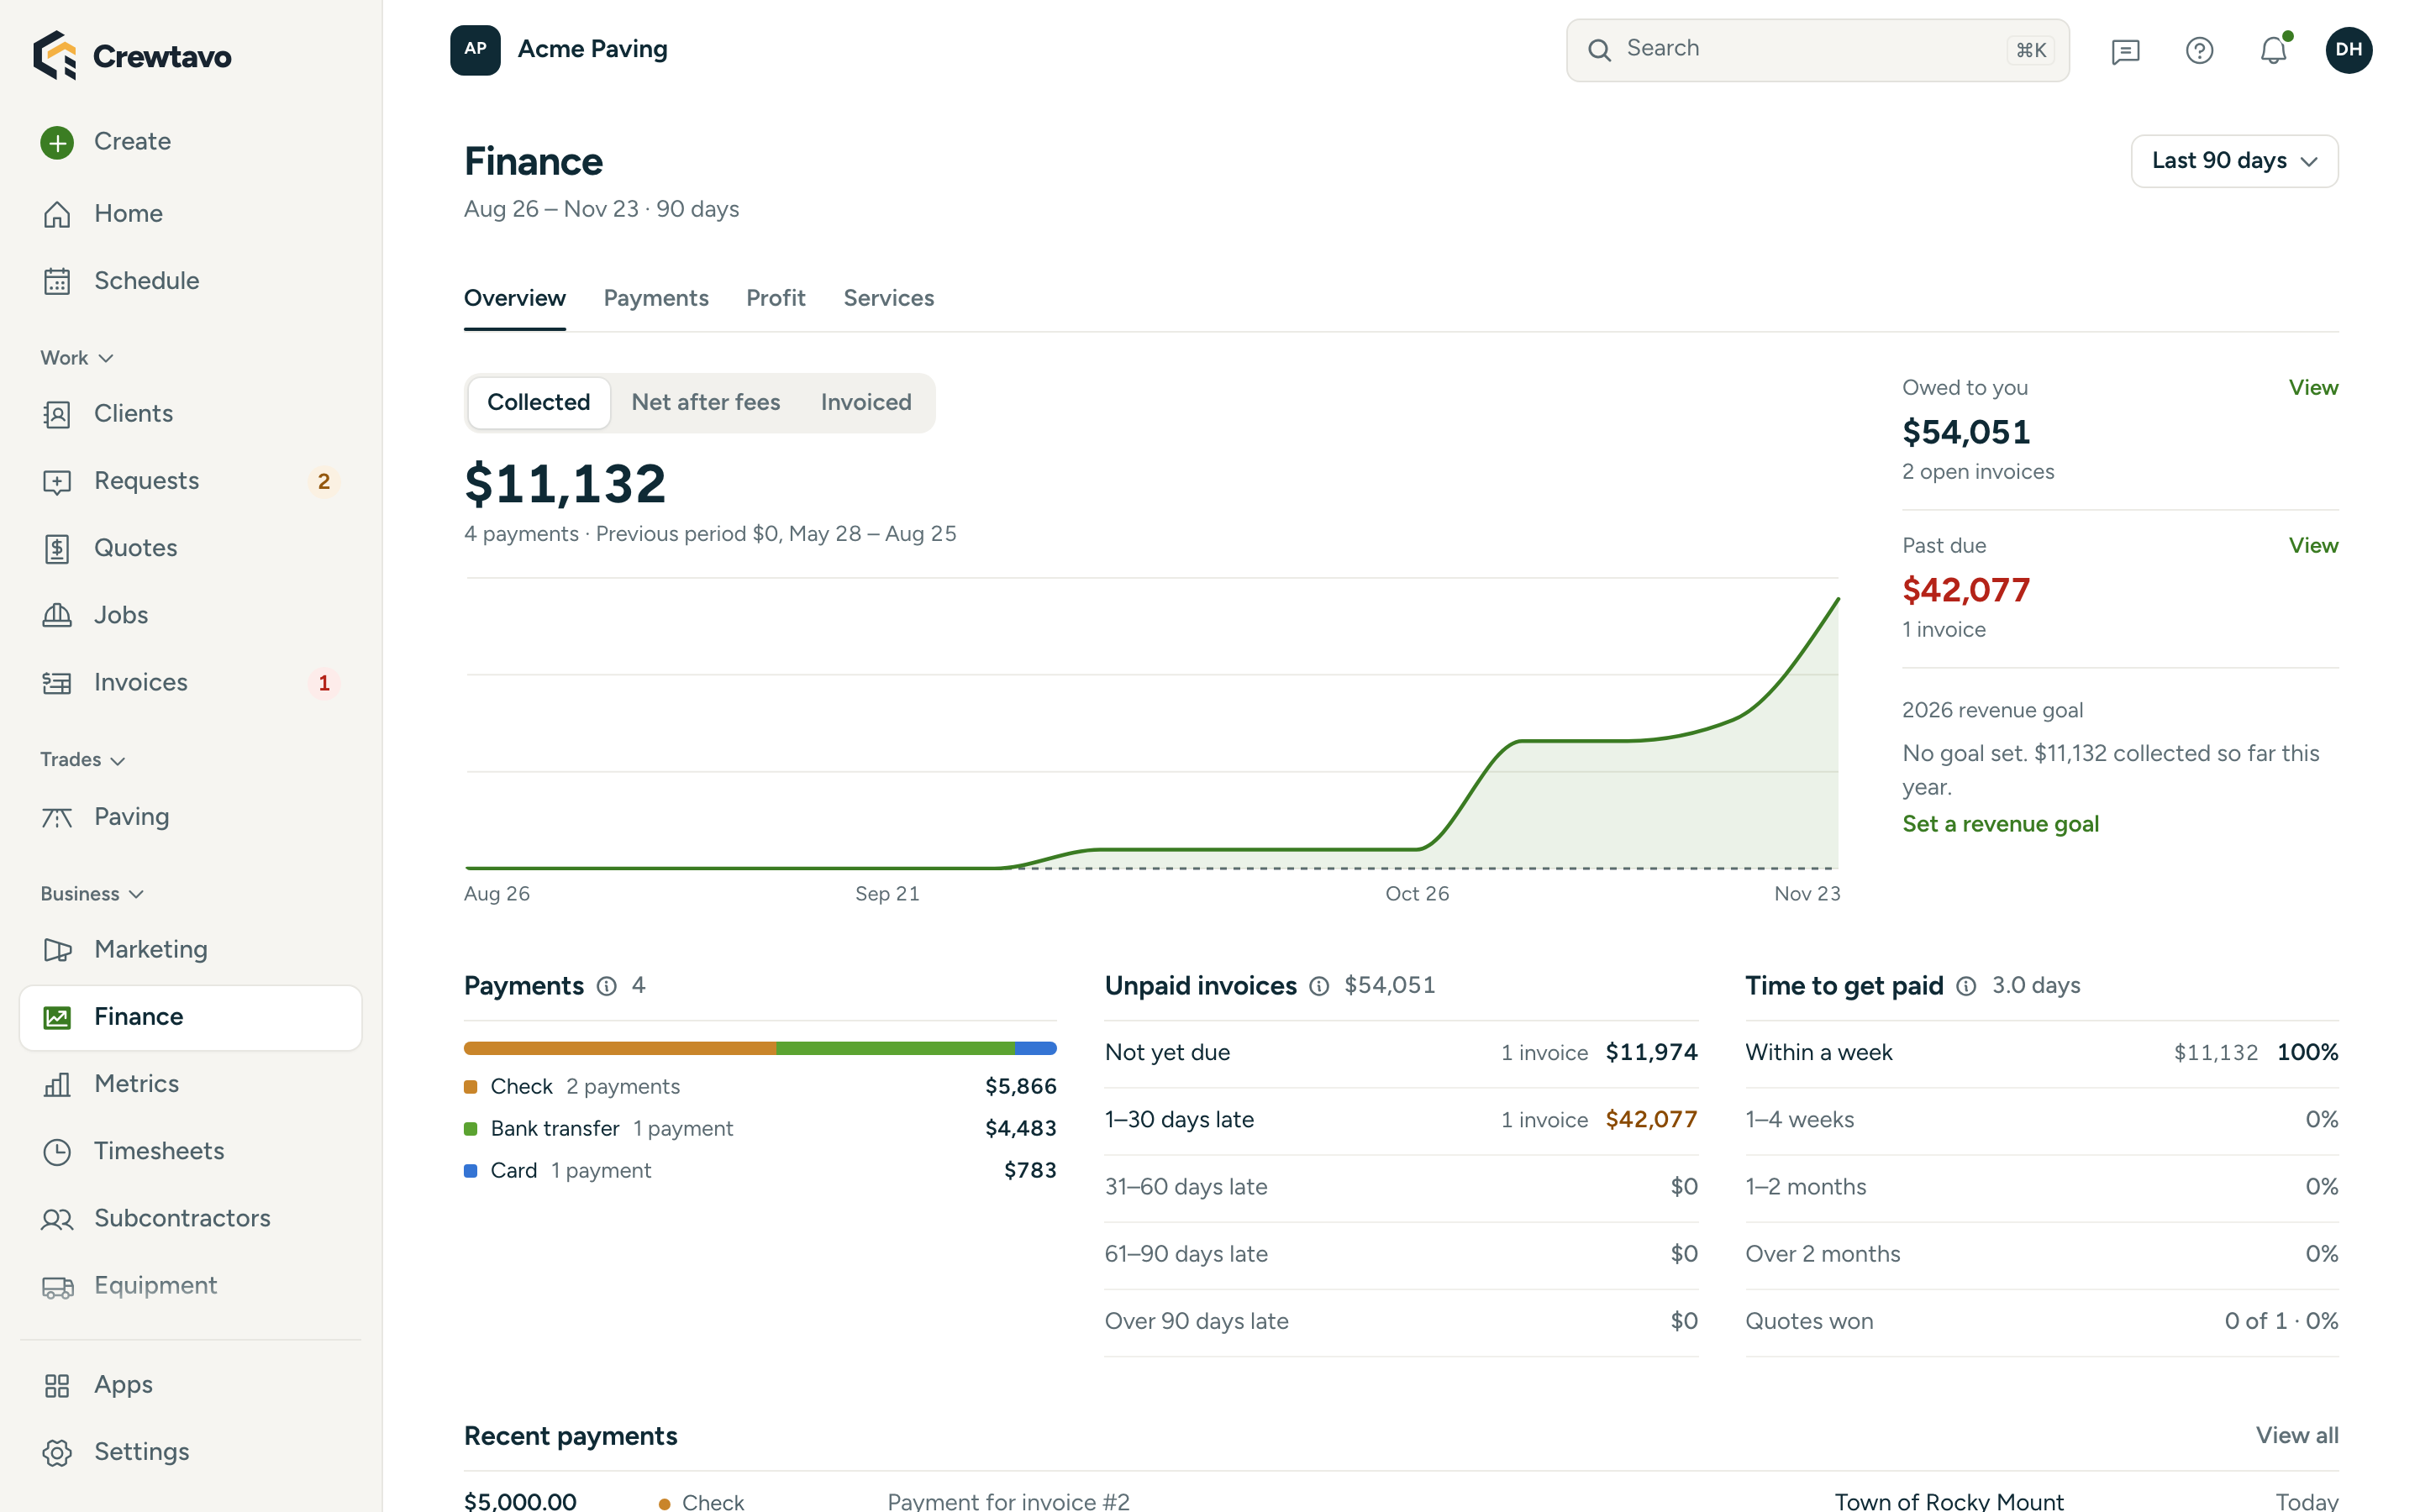 Crewtavo
AP
Acme Paving
Search
⌘K
DH
Create
Home
Schedule
Work
Clients
Requests
2
Quotes
Jobs
Invoices
1
Trades
Paving
Business
Marketing
Finance
Metrics
Timesheets
Subcontractors
Equipment
Apps
Settings
Finance
Last 90 days
Aug 26 – Nov 23 · 90 days
Overview
Payments
Profit
Services
Collected
Net after fees
Invoiced
$11,132
4 payments · Previous period $0, May 28 – Aug 25
Aug 26
Sep 21
Oct 26
Nov 23
Owed to you
View
$54,051
2 open invoices
Past due
View
$42,077
1 invoice
2026 revenue goal
No goal set. $11,132 collected so far this
year.
Set a revenue goal
Payments 4
Check 2 payments $5,866
Bank transfer 1 payment $4,483
Card 1 payment $783
Unpaid invoices $54,051
Not yet due 1 invoice $11,974
1–30 days late 1 invoice $42,077
31–60 days late $0
61–90 days late $0
Over 90 days late $0
Time to get paid 3.0 days
Within a week $11,132 100%
1–4 weeks 0%
1–2 months 0%
Over 2 months 0%
Quotes won 0 of 1 · 0%
Recent payments
View all
$5,000.00 Check Payment for invoice #2 Town of Rocky Mount Today